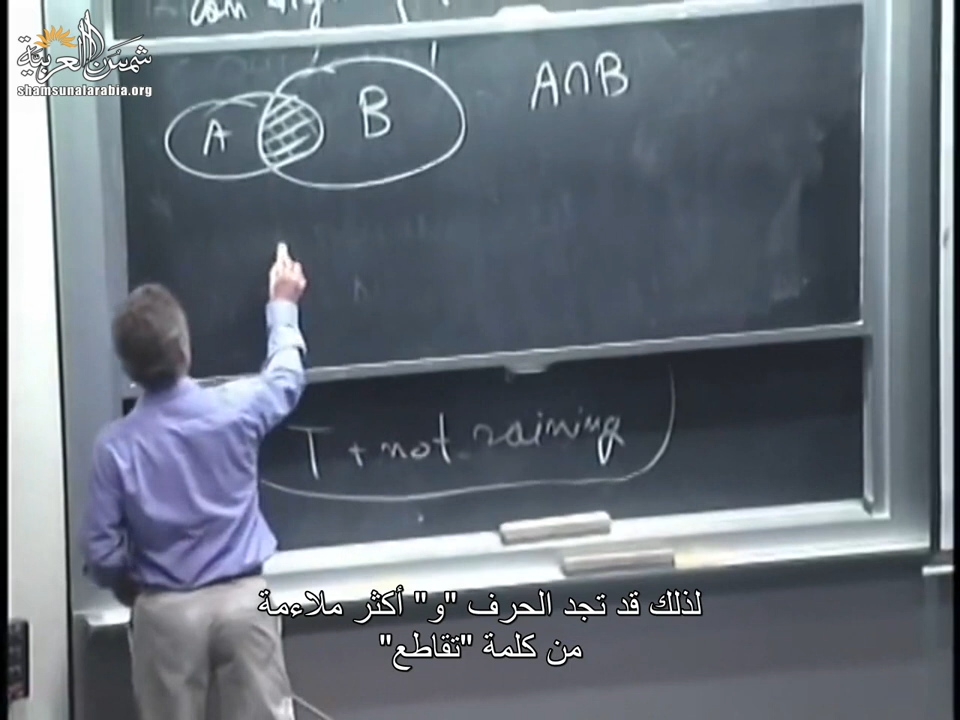 شمس العربية
shamsunalarabia.org
A B A∩B
T + not raining
لذلك قد تجد الحرف "و" أكثر ملاءمة
من كلمة "تقاطع"